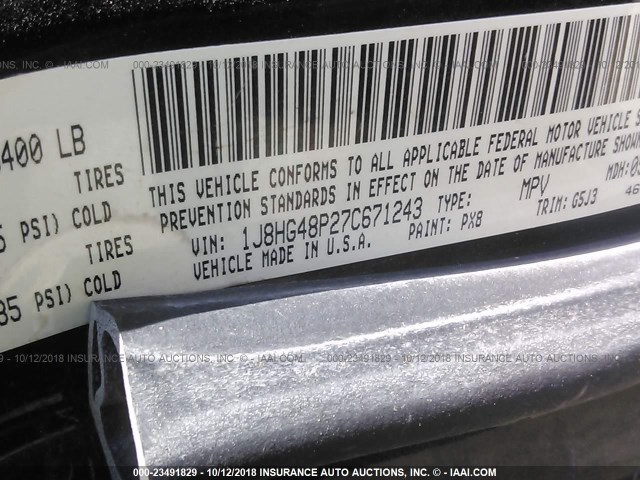 400 LB
TIRES
PSI) COLD
TIRES
PSI) COLD
THIS VEHICLE CONFORMS TO ALL APPLICABLE FEDERAL MOTOR VEHICLE
PREVENTION STANDARDS IN EFFECT ON THE DATE OF MANUFACTURE SHOWN
VIN: 1J8HG48P27C671243 TYPE: MPV MDH:
VEHICLE MADE IN U.S.A. PAINT: PX8 TRIM: G5J3
000-23491829 - 10/12/2018 INSURANCE AUTO AUCTIONS, INC. - © IAAI.COM